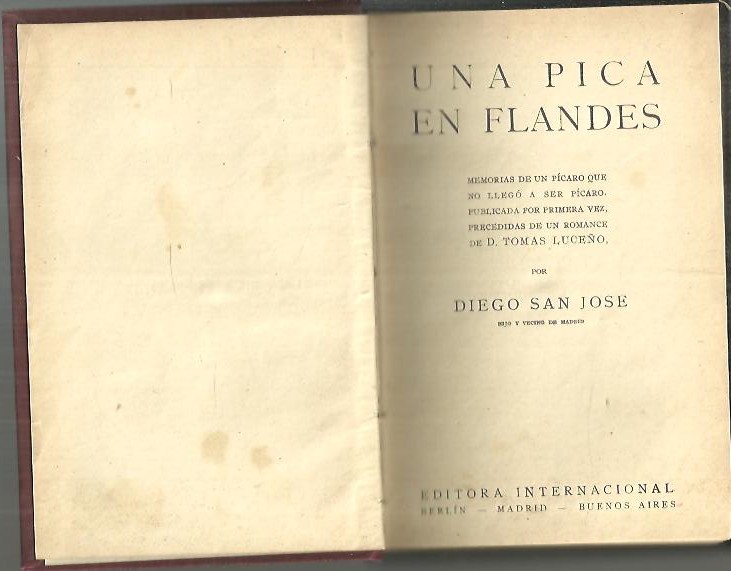 UNA PICA
EN FLANDES
MEMORIAS DE UN PÍCARO QUE
NO LLEGÓ A SER PÍCARO,
PUBLICADA POR PRIMERA VEZ,
PRECEDIDAS DE UN ROMANCE
DE D. TOMAS LUCEÑO,
POR
DIEGO SAN JOSE
HIJO Y VECINO DE MADRID
EDITORA INTERNACIONAL
BERLÍN — MADRID — BUENOS AIRES